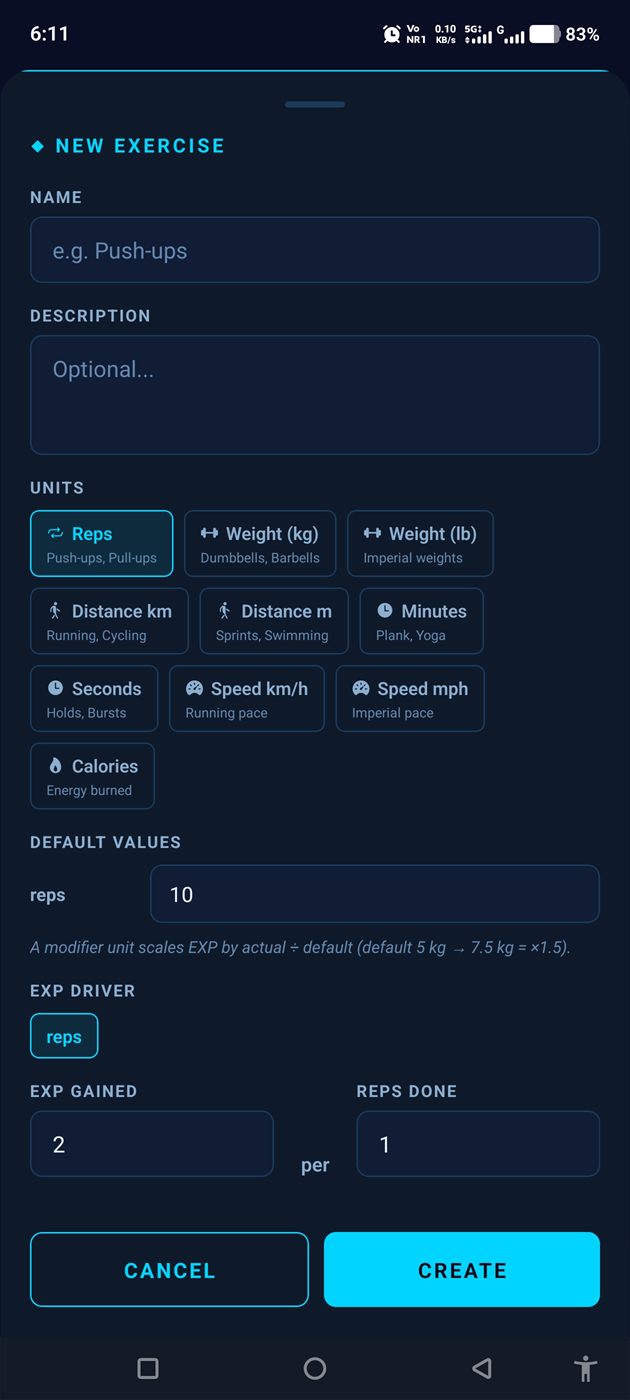 6:11
Vo NR1 0.10 KB/s 5G G 83%
NEW EXERCISE
NAME
e.g. Push-ups
DESCRIPTION
Optional...
UNITS
Reps
Push-ups, Pull-ups
Weight (kg)
Dumbbells, Barbells
Weight (lb)
Imperial weights
Distance km
Running, Cycling
Distance m
Sprints, Swimming
Minutes
Plank, Yoga
Seconds
Holds, Bursts
Speed km/h
Running pace
Speed mph
Imperial pace
Calories
Energy burned
DEFAULT VALUES
reps
10
A modifier unit scales EXP by actual ÷ default (default 5 kg → 7.5 kg = ×1.5).
EXP DRIVER
reps
EXP GAINED
REPS DONE
2
per
1
CANCEL
CREATE